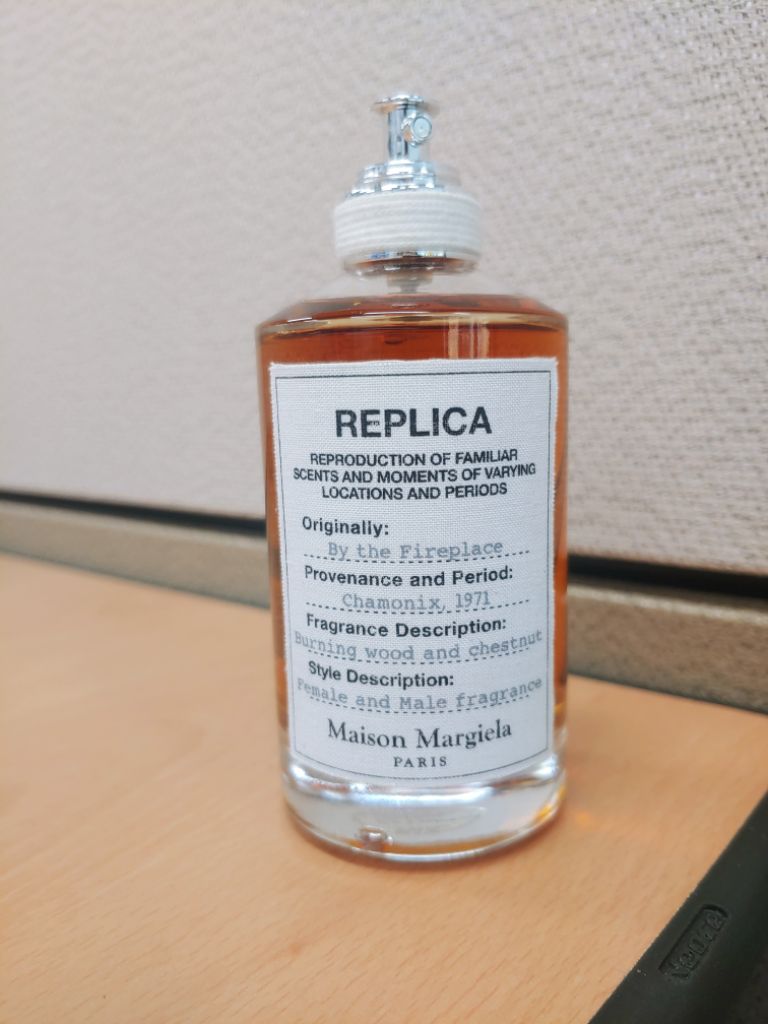 REPLICA
REPRODUCTION OF FAMILIAR
SCENTS AND MOMENTS OF VARYING
LOCATIONS AND PERIODS
Originally:
By the Fireplace
Provenance and Period:
Chamonix, 1971
Fragrance Description:
Burning wood and chestnut
Style Description:
Female and Male fragrance
Maison Margiela
PARIS